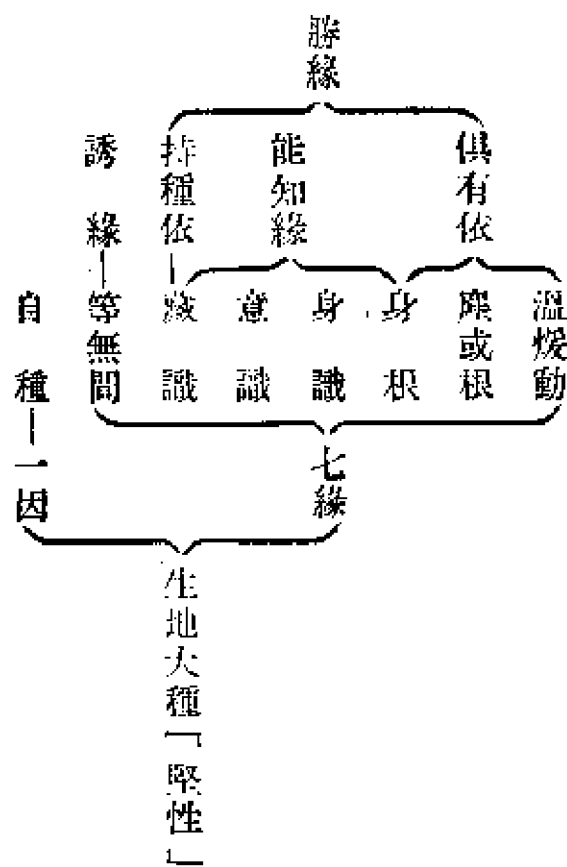 勝緣
俱有依
能知緣
持種依
誘緣
溫煖動
塵或根
身根
身識
意識
藏識
等無間
自種
一因
七緣
生地大種「堅性」